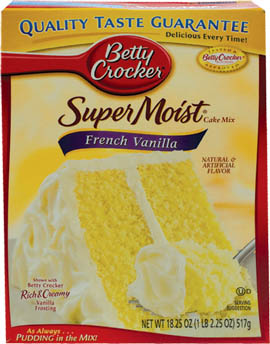 QUALITY TASTE GUARANTEE
Delicious Every Time!
Betty
Crocker®
Betty Crocker
SuperMoist®
Cake Mix
French Vanilla
NATURAL &
ARTIFICIAL
FLAVOR
Shown with
Betty Crocker
Rich & Creamy
Vanilla
Frosting
U D
SERVING
SUGGESTION
As Always...
PUDDING in the MIX!
NET WT 18.25 OZ (1 LB 2.25 OZ) 517g